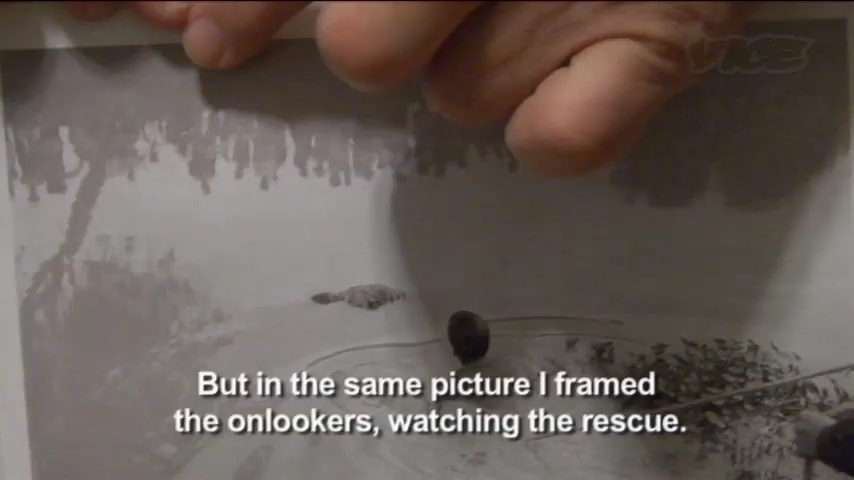 VICE
But in the same picture I framed
the onlookers, watching the rescue.